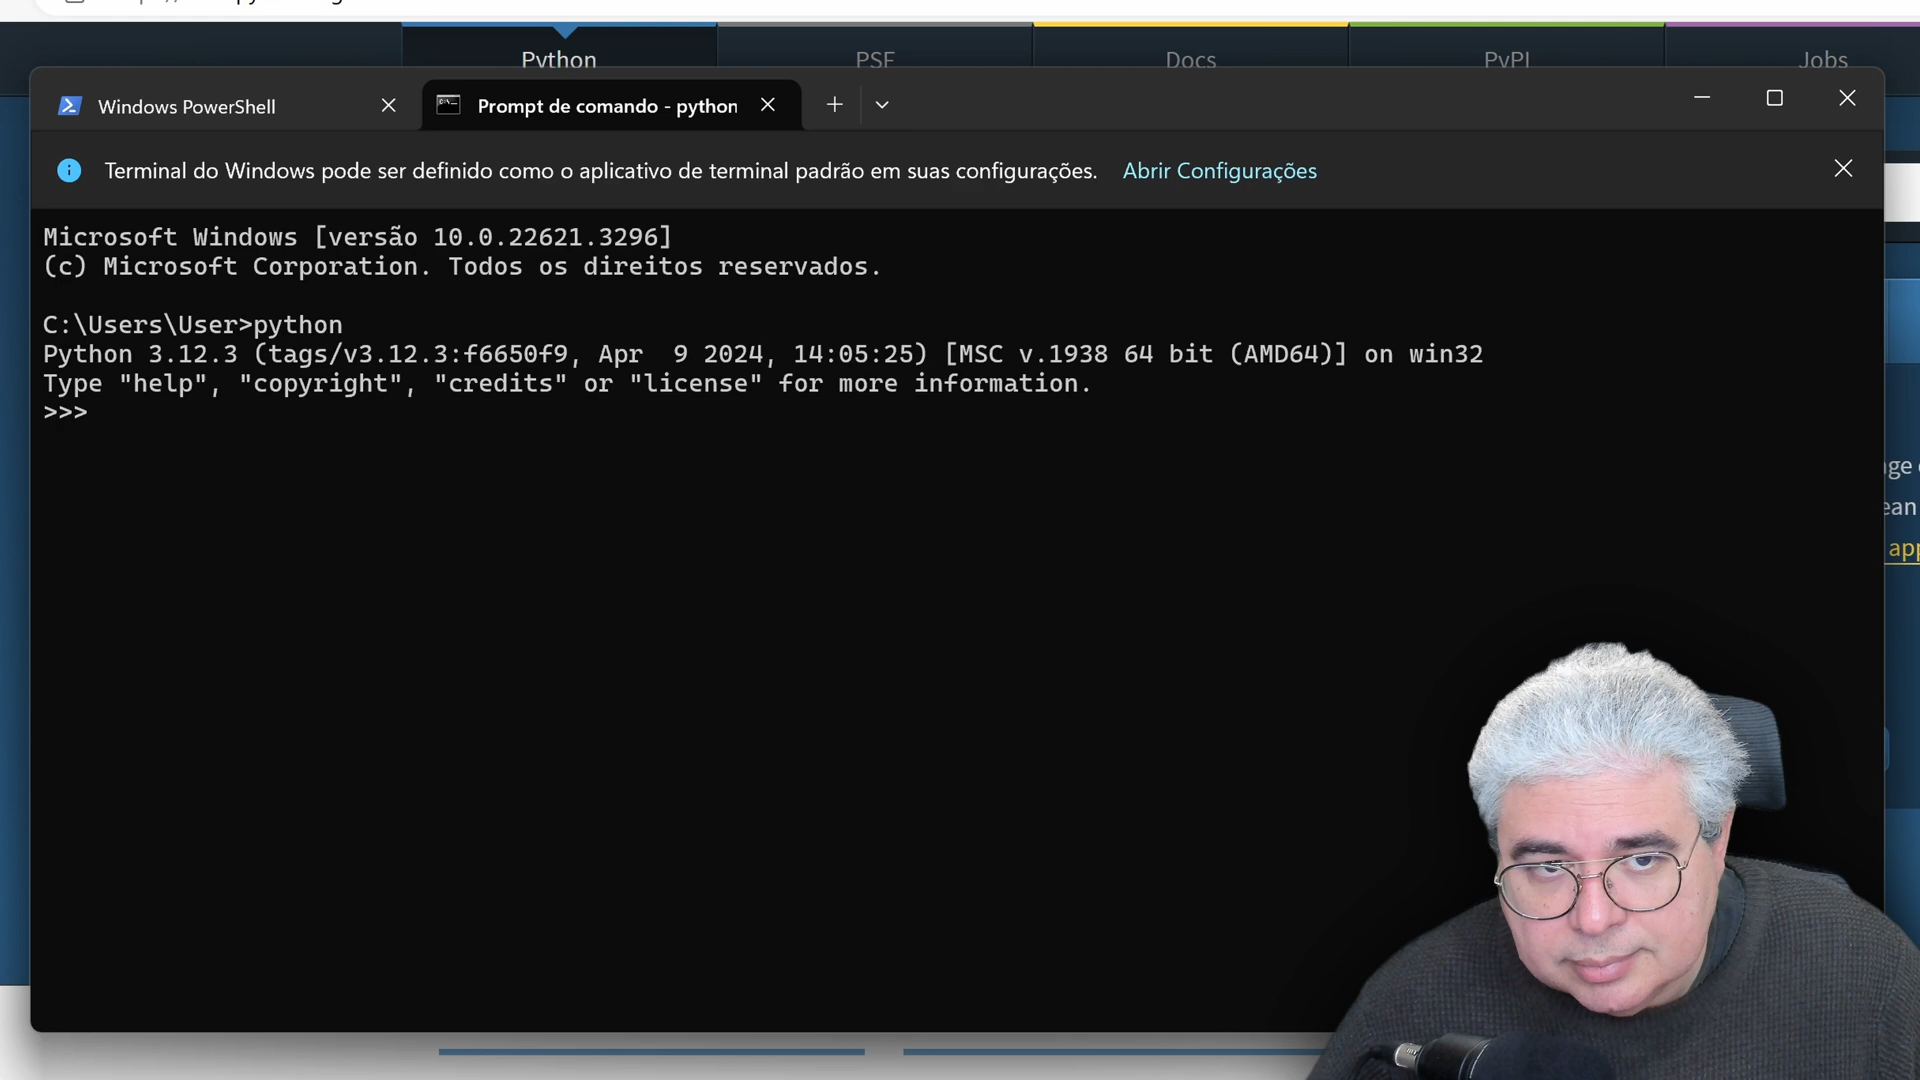 Python PSF Docs PyPI Jobs
Windows PowerShell
Prompt de comando - python
Terminal do Windows pode ser definido como o aplicativo de terminal padrão em suas configurações. Abrir Configurações
Microsoft Windows [versão 10.0.22621.3296]
(c) Microsoft Corporation. Todos os direitos reservados.
C:\Users\User>python
Python 3.12.3 (tags/v3.12.3:f6650f9, Apr  9 2024, 14:05:25) [MSC v.1938 64 bit (AMD64)] on win32
Type "help", "copyright", "credits" or "license" for more information.
>>>